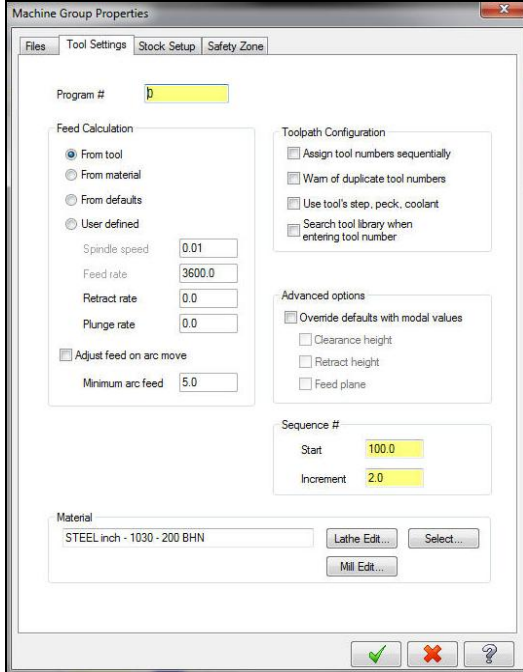 Machine Group Properties
Files
Tool Settings
Stock Setup
Safety Zone
Program #
0
Feed Calculation
From tool
From material
From defaults
User defined
Spindle speed 0.01
Feed rate 3600.0
Retract rate 0.0
Plunge rate 0.0
Adjust feed on arc move
Minimum arc feed 5.0
Toolpath Configuration
Assign tool numbers sequentially
Warn of duplicate tool numbers
Use tool's step, peck, coolant
Search tool library when
entering tool number
Advanced options
Override defaults with modal values
Clearance height
Retract height
Feed plane
Sequence #
Start 100.0
Increment 2.0
Material
STEEL inch - 1030 - 200 BHN
Lathe Edit...
Select...
Mill Edit...